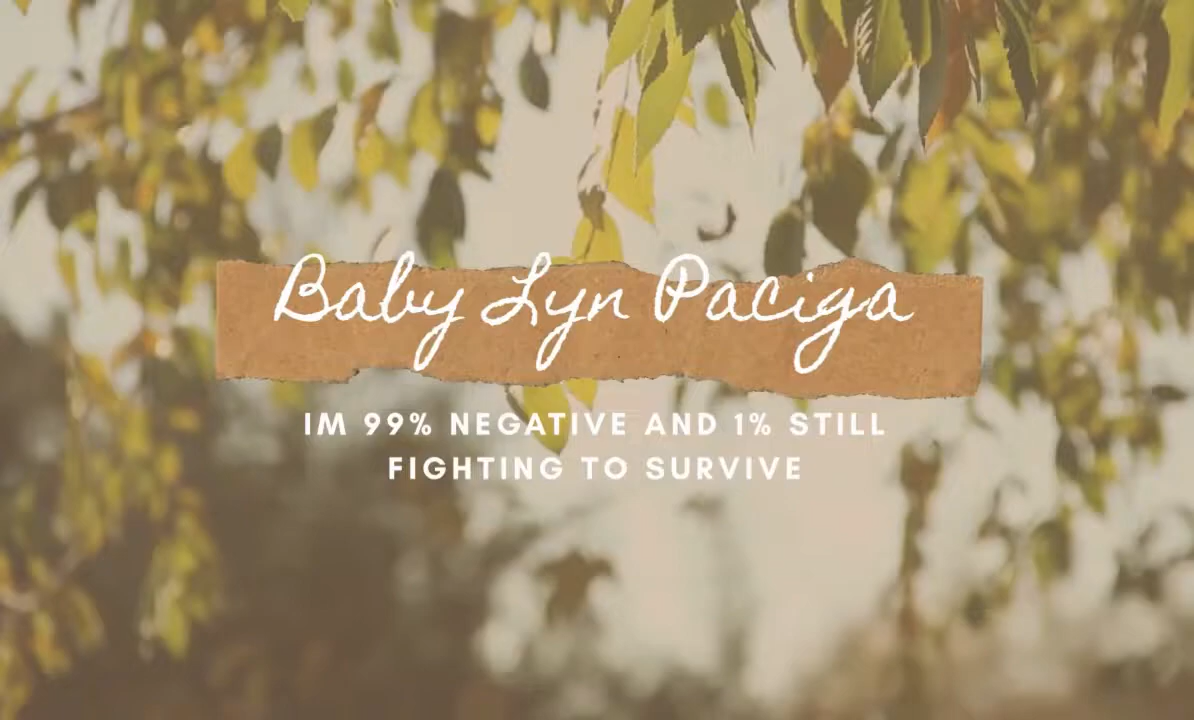 Baby Lyn Paciga
IM 99% NEGATIVE AND 1% STILL
FIGHTING TO SURVIVE